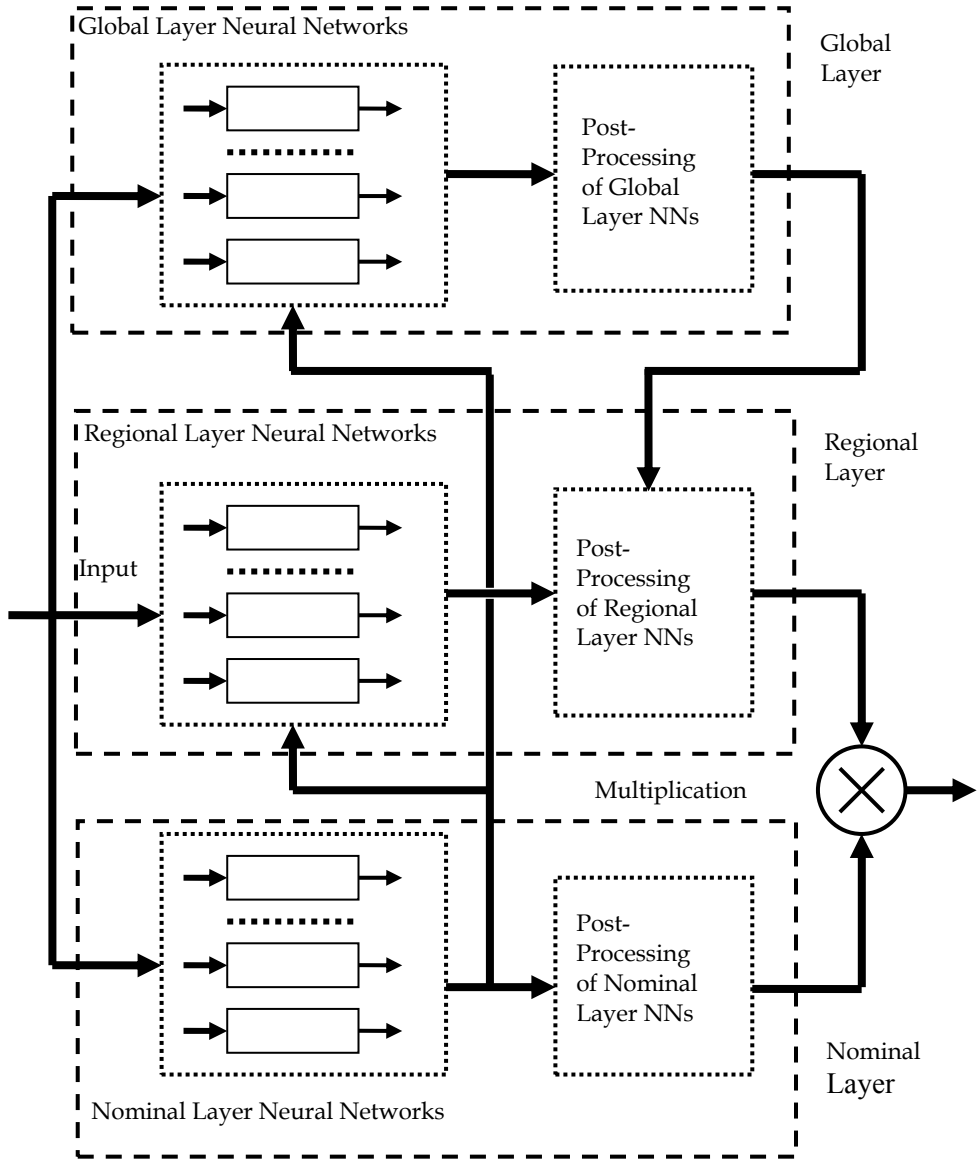 Global Layer Neural Networks
Global
Layer
Post-
Processing
of Global
Layer NNs
Regional Layer Neural Networks
Regional
Layer
Input
Post-
Processing
of Regional
Layer NNs
Multiplication
Post-
Processing
of Nominal
Layer NNs
Nominal
Layer
Nominal Layer Neural Networks